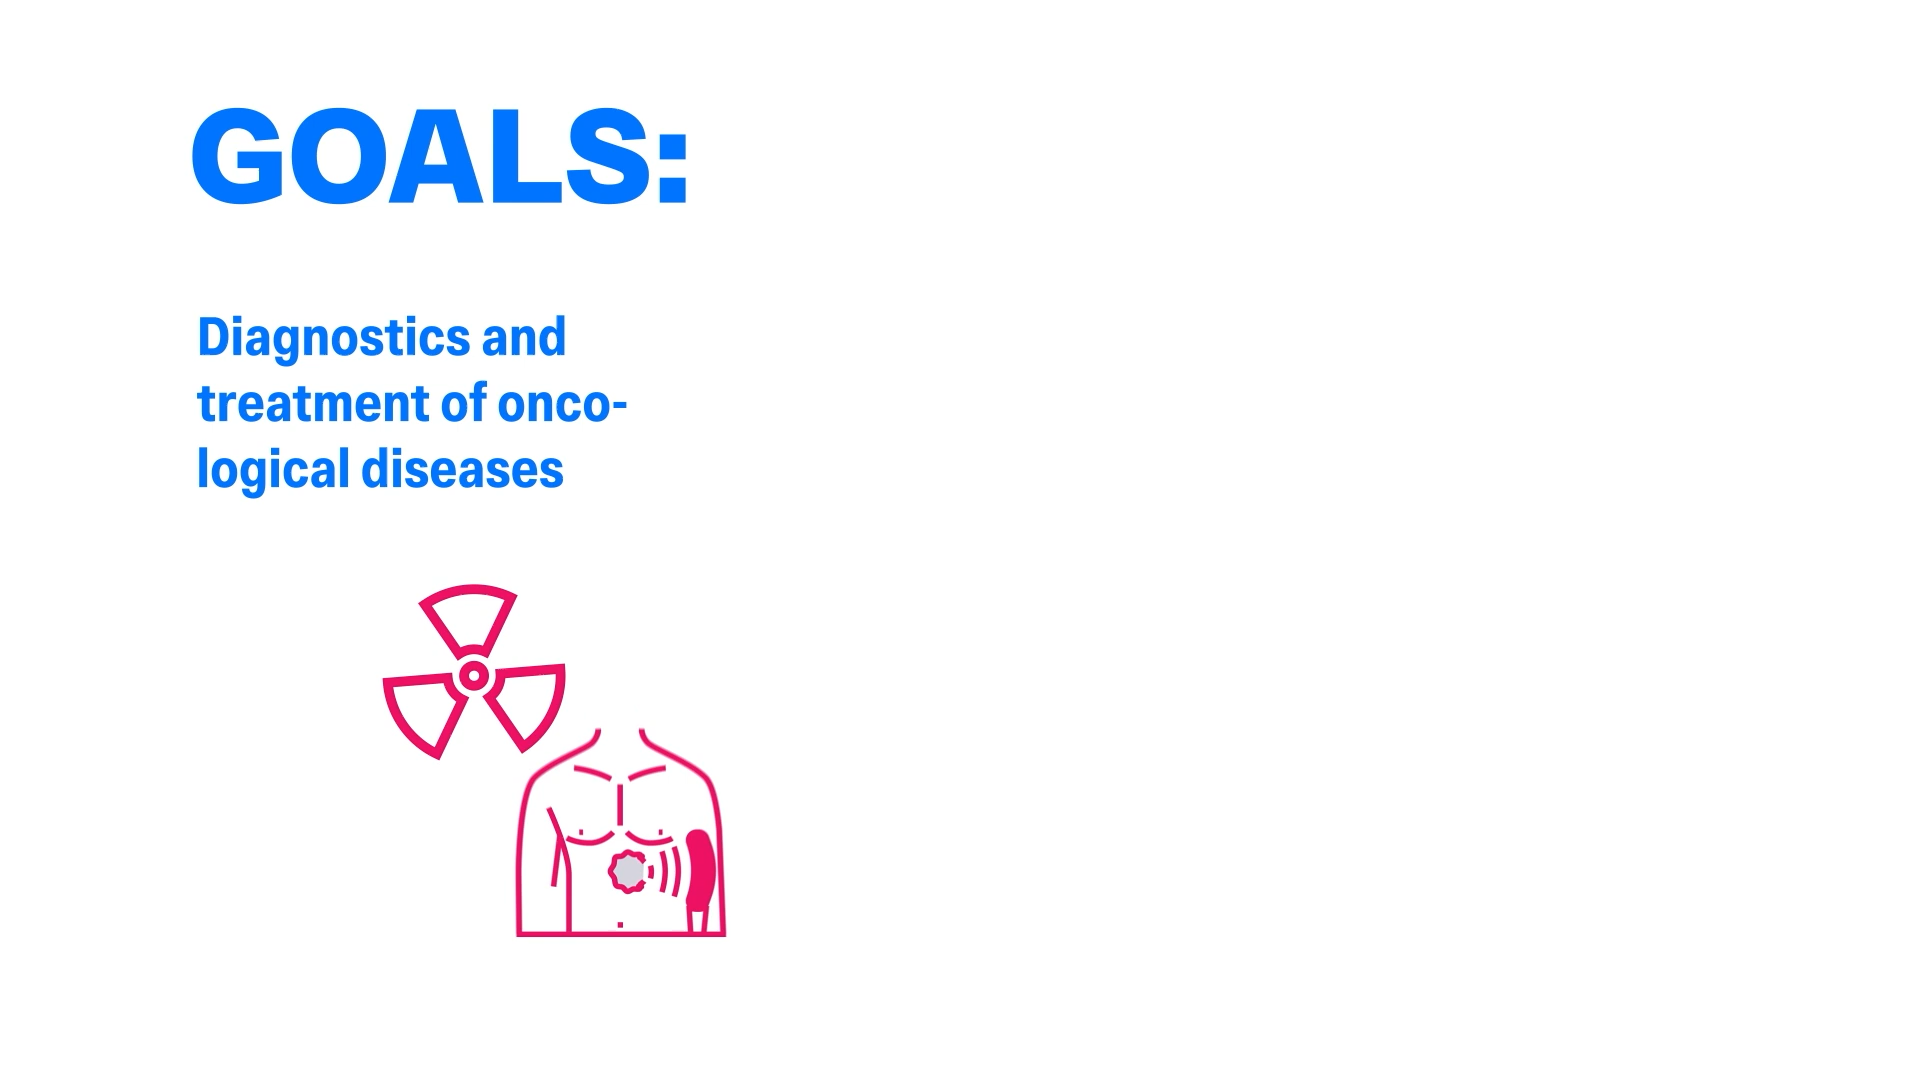 GOALS:
Diagnostics and
treatment of onco-
logical diseases